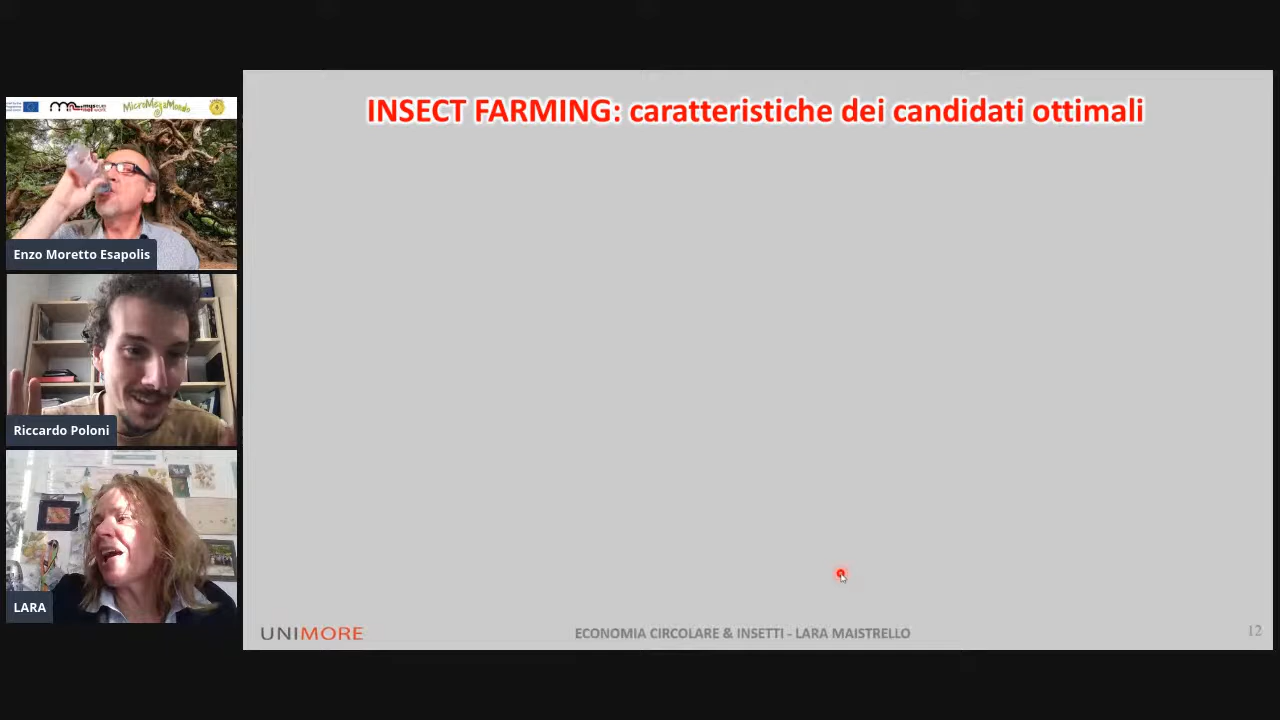 INSECT FARMING: caratteristiche dei candidati ottimali
MicroMegaMondo
Enzo Moretto Esapolis
Riccardo Poloni
LARA
UNIMORE
ECONOMIA CIRCOLARE & INSETTI - LARA MAISTRELLO
12